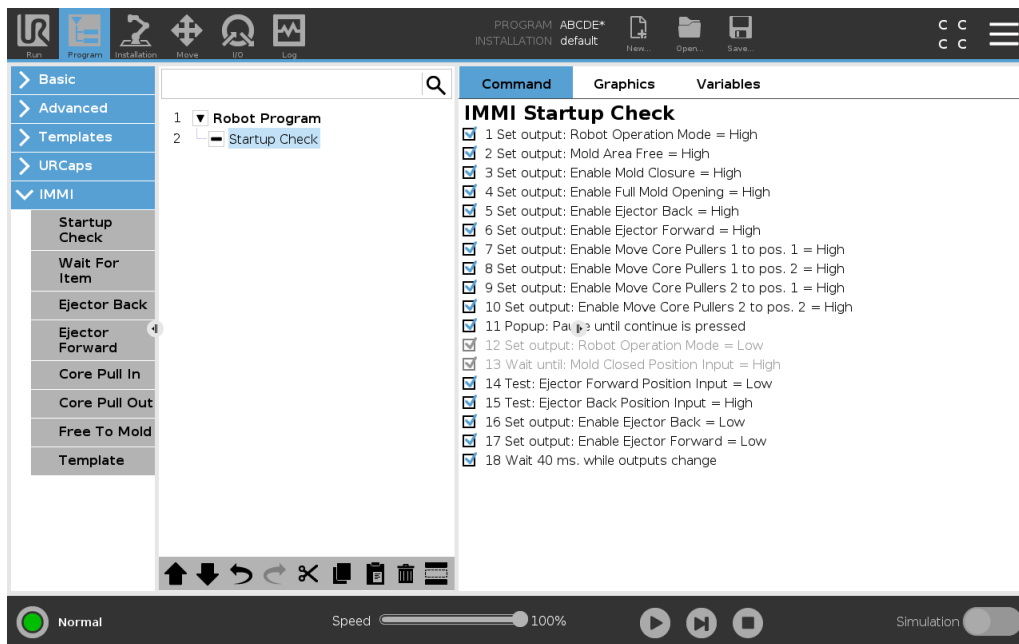 PROGRAM ABCDE*
INSTALLATION default
UR
Run
Program
Installation
Move
I/O
Log
New...
Open...
Save...
C C
C C
Basic
Advanced
Templates
URCaps
IMMI
Startup
Check
Wait For
Item
Ejector Back
Ejector
Forward
Core Pull In
Core Pull Out
Free To Mold
Template
1 Robot Program
2 Startup Check
Command Graphics Variables
IMMI Startup Check
1 Set output: Robot Operation Mode = High
2 Set output: Mold Area Free = High
3 Set output: Enable Mold Closure = High
4 Set output: Enable Full Mold Opening = High
5 Set output: Enable Ejector Back = High
6 Set output: Enable Ejector Forward = High
7 Set output: Enable Move Core Pullers 1 to pos. 1 = High
8 Set output: Enable Move Core Pullers 1 to pos. 2 = High
9 Set output: Enable Move Core Pullers 2 to pos. 1 = High
10 Set output: Enable Move Core Pullers 2 to pos. 2 = High
11 Popup: Pause until continue is pressed
12 Set output: Robot Operation Mode = Low
13 Wait until: Mold Closed Position Input = High
14 Test: Ejector Forward Position Input = Low
15 Test: Ejector Back Position Input = High
16 Set output: Enable Ejector Back = Low
17 Set output: Enable Ejector Forward = Low
18 Wait 40 ms. while outputs change
Normal
Speed 100%
Simulation